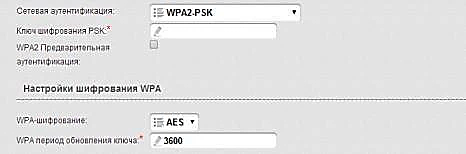 Сетевая аутентификация: WPA2-PSK
Ключ шифрования PSK:*
WPA2 Предварительная
аутентификация:
Настройки шифрования WPA
WPA-шифрование: AES
WPA период обновления ключа:* 3600